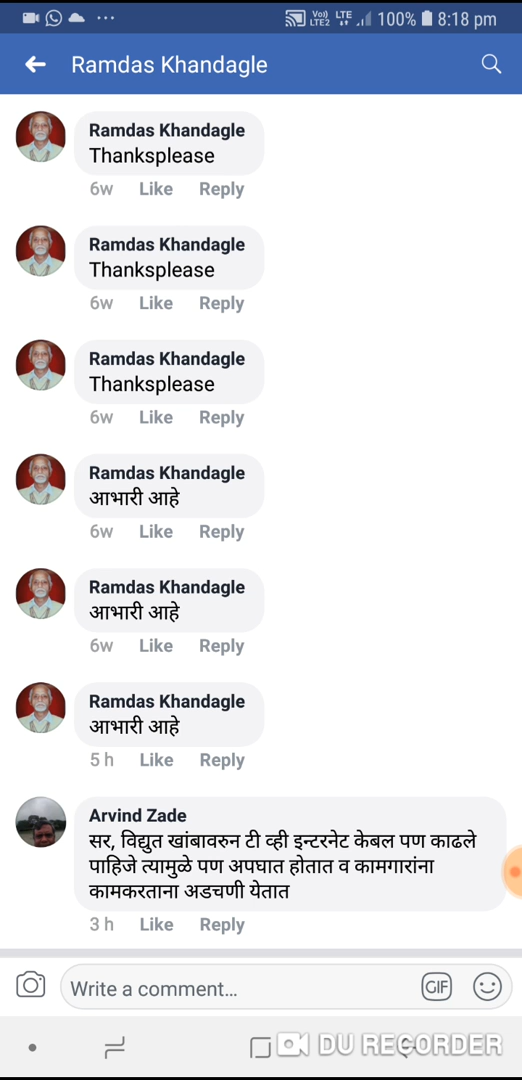 Vo)) LTE2 LTE 100% 8:18 pm
Ramdas Khandagle
Ramdas Khandagle
Thanksplease
6w Like Reply
Ramdas Khandagle
Thanksplease
6w Like Reply
Ramdas Khandagle
Thanksplease
6w Like Reply
Ramdas Khandagle
आभारी आहे
6w Like Reply
Ramdas Khandagle
आभारी आहे
6w Like Reply
Ramdas Khandagle
आभारी आहे
5 h Like Reply
Arvind Zade
सर, विद्युत खांबावरुन टी व्ही इन्टरनेट केबल पण काढले
पाहिजे त्यामुळे पण अपघात होतात व कामगारांना
कामकरताना अडचणी येतात
3 h Like Reply
Write a comment... GIF
DU RECORDER